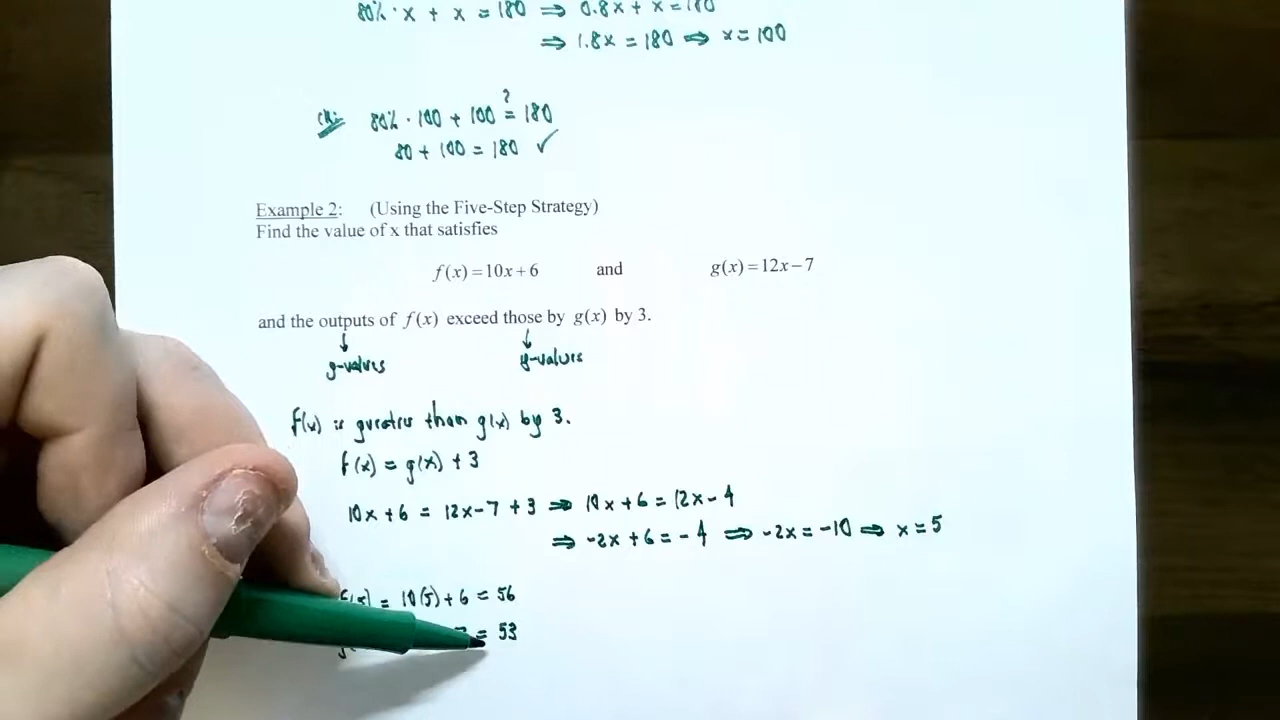 80% · x + x = 180 ⇒ 0.8x + x = 180
⇒ 1.8x = 180 ⇒ x = 100
Ck: 80% · 100 + 100 ≟ 180
80 + 100 = 180 ✓
Example 2: (Using the Five-Step Strategy)
Find the value of x that satisfies
f(x)=10x+6 and g(x)=12x−7
and the outputs of f(x) exceed those by g(x) by 3.
y-values y-values
f(x) is greater than g(x) by 3.
f(x) = g(x) + 3
10x + 6 = 12x − 7 + 3 ⇒ 10x + 6 = 12x − 4
⇒ -2x + 6 = -4 ⇒ -2x = -10 ⇒ x = 5
f(5) = 10(5) + 6 = 56
= 53